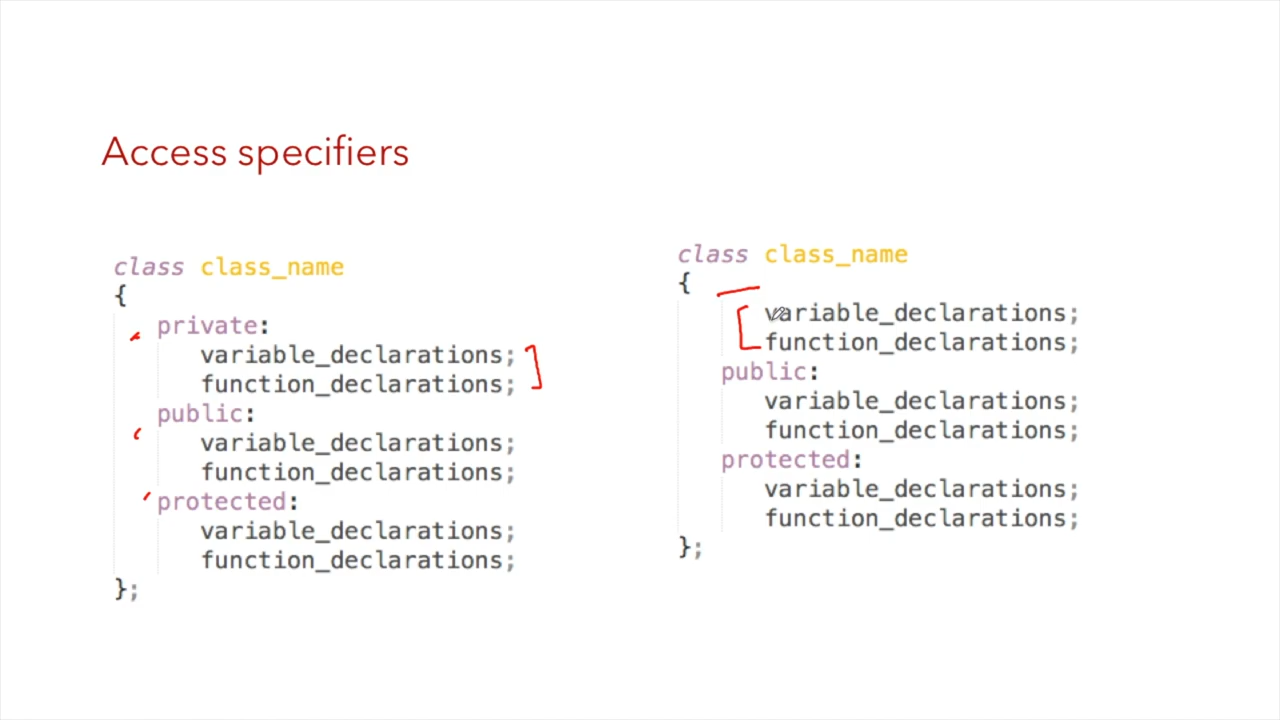 Access specifiers
class class_name
{
private:
variable_declarations;
function_declarations;
public:
variable_declarations;
function_declarations;
protected:
variable_declarations;
function_declarations;
};
class class_name
{
variable_declarations;
function_declarations;
public:
variable_declarations;
function_declarations;
protected:
variable_declarations;
function_declarations;
};